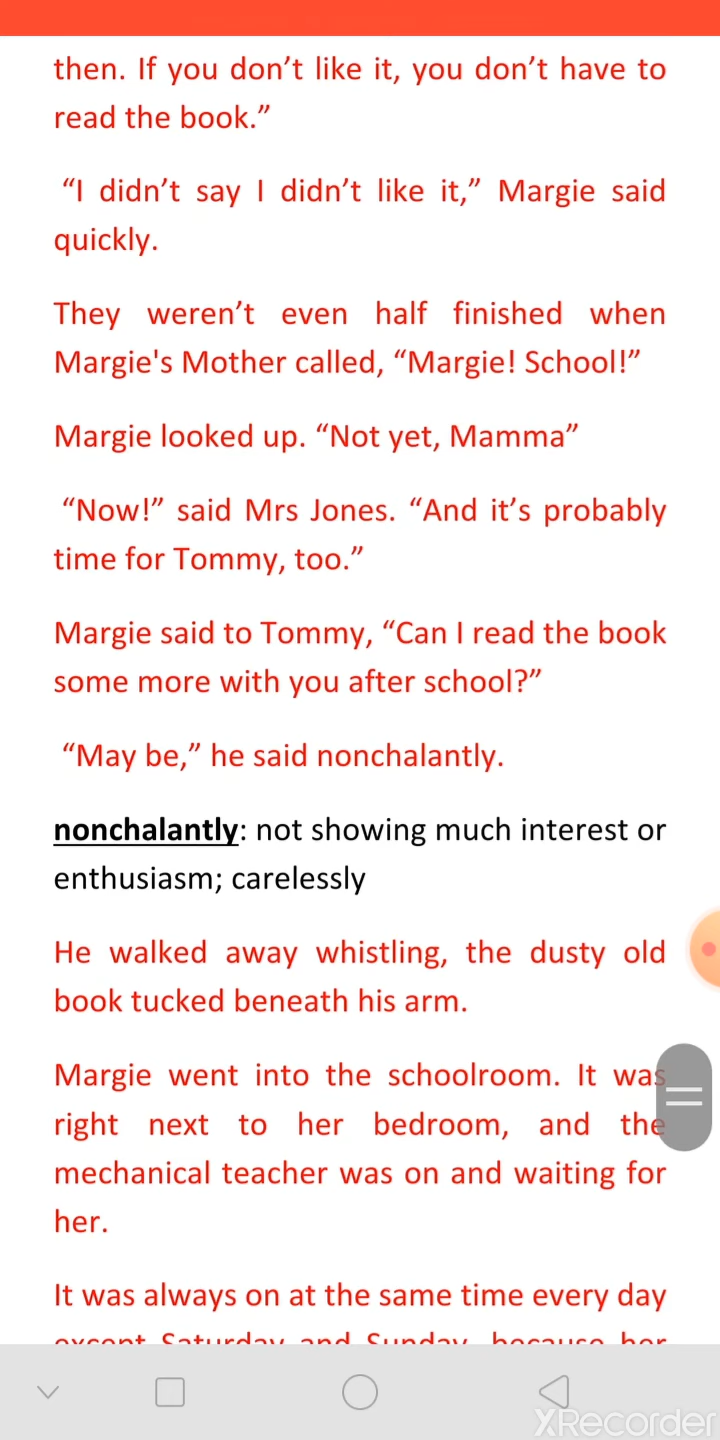 then. If you don’t like it, you don’t have to
read the book.”
“I didn’t say I didn’t like it,” Margie said
quickly.
They weren’t even half finished when
Margie's Mother called, “Margie! School!”
Margie looked up. “Not yet, Mamma”
“Now!” said Mrs Jones. “And it’s probably
time for Tommy, too.”
Margie said to Tommy, “Can I read the book
some more with you after school?”
“May be,” he said nonchalantly.
nonchalantly: not showing much interest or
enthusiasm; carelessly
He walked away whistling, the dusty old
book tucked beneath his arm.
Margie went into the schoolroom. It was
right next to her bedroom, and the
mechanical teacher was on and waiting for
her.
It was always on at the same time every day
except Saturday and Sunday, because her
XRecorder